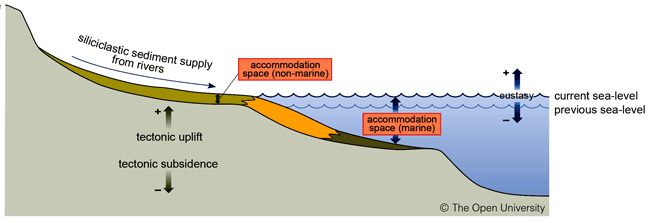 siliciclastic sediment supply
from rivers
accommodation
space (non-marine)
+
eustasy
−
current sea-level
previous sea-level
accommodation
space (marine)
+
tectonic uplift
tectonic subsidence
−
© The Open University